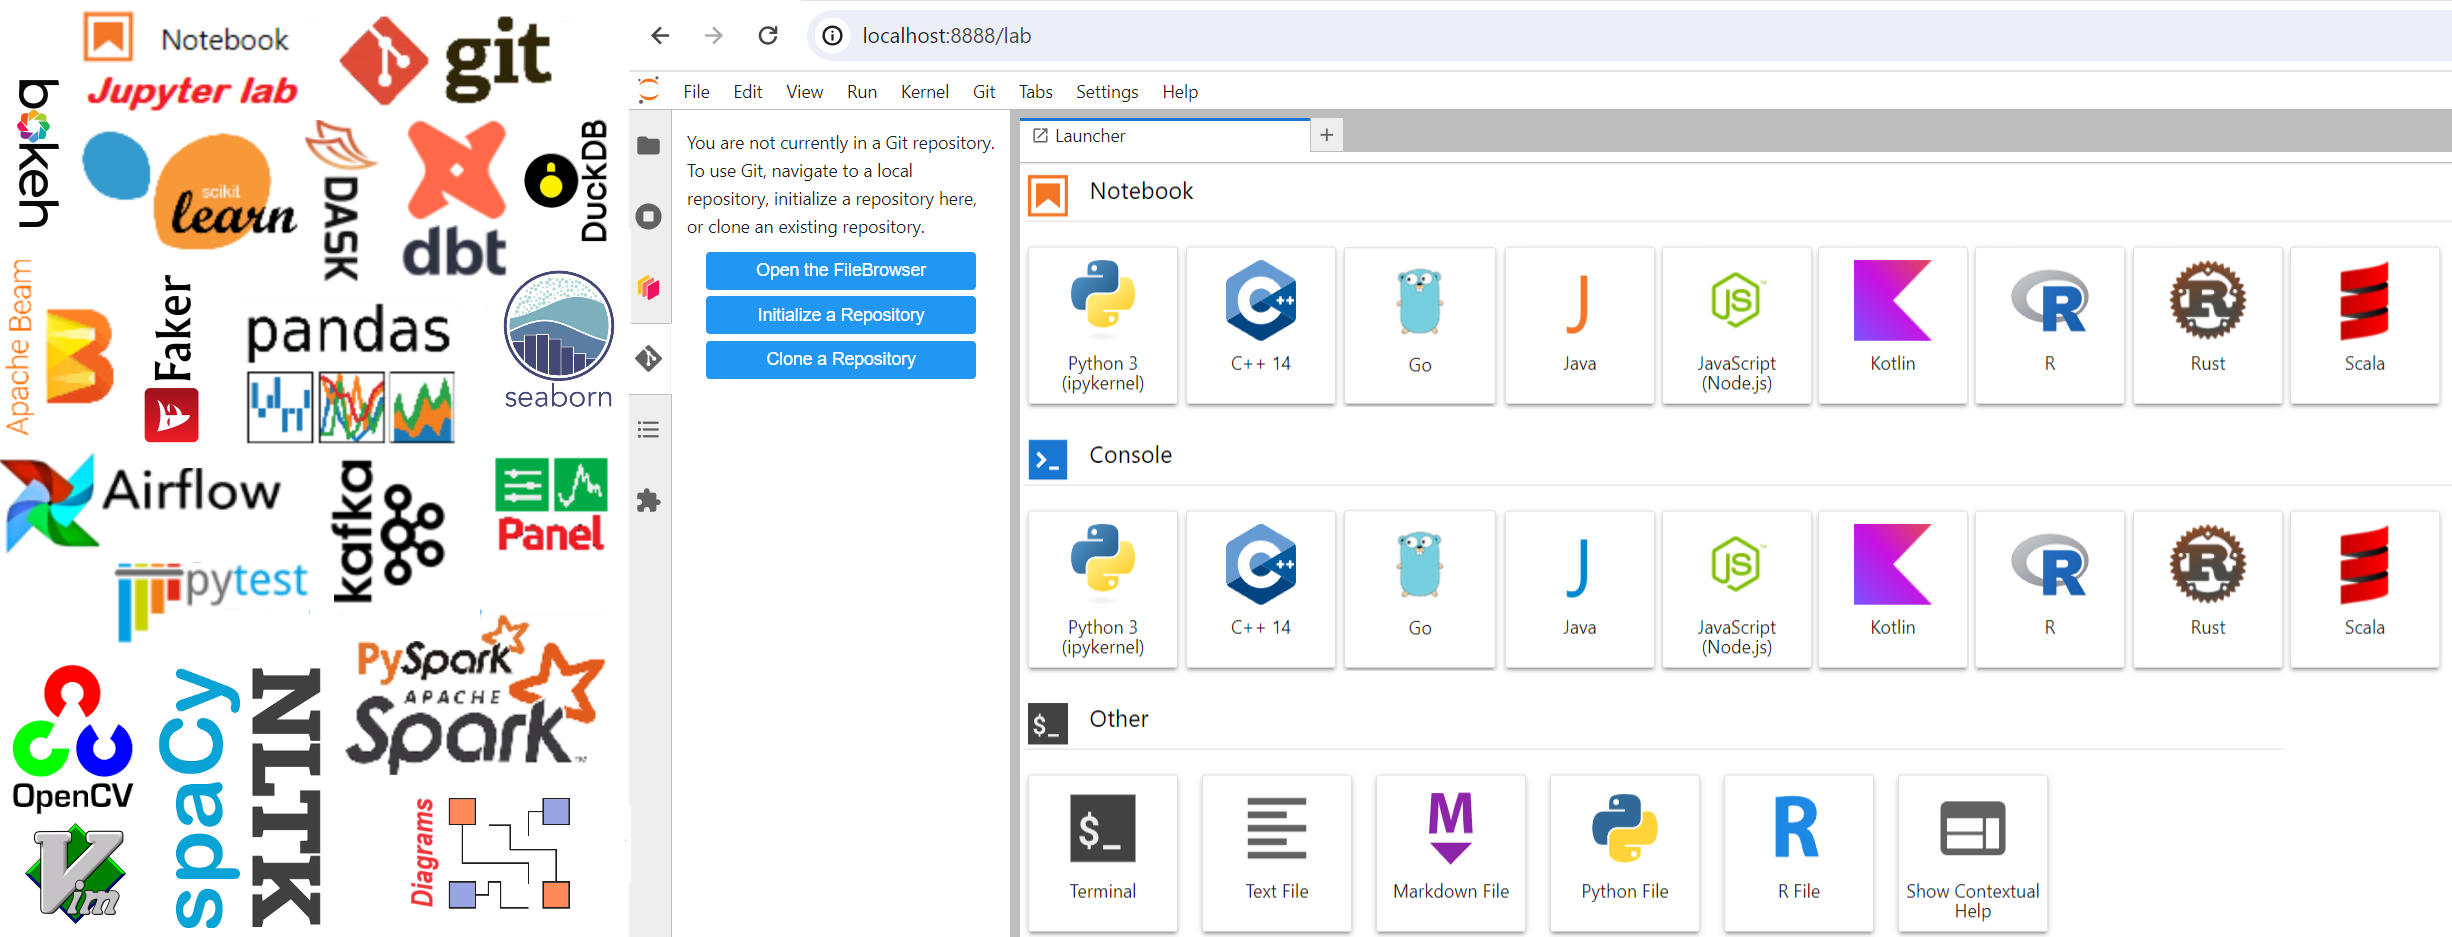 Notebook
Jupyter lab
git
bokeh
scikit
learn
DASK
dbt
DuckDB
Apache Beam
Faker
pandas
seaborn
Airflow
kafka
Panel
pytest
PySpark
APACHE
Spark™
OpenCV
spaCy
NLTK
Vim
Diagrams
localhost:8888/lab
File Edit View Run Kernel Git Tabs Settings Help
You are not currently in a Git repository.
To use Git, navigate to a local
repository, initialize a repository here,
or clone an existing repository.
Open the FileBrowser
Initialize a Repository
Clone a Repository
Launcher
Notebook
Python 3
(ipykernel)
C++
C++ 14
Go
J
Java
JS
JavaScript
(Node.js)
Kotlin
R
R
R
Rust
Scala
Console
Python 3
(ipykernel)
C++
C++ 14
Go
J
Java
JS
JavaScript
(Node.js)
Kotlin
R
R
R
Rust
Scala
$_
Other
$_
Terminal
Text File
M
Markdown File
Python File
R
R File
Show Contextual
Help